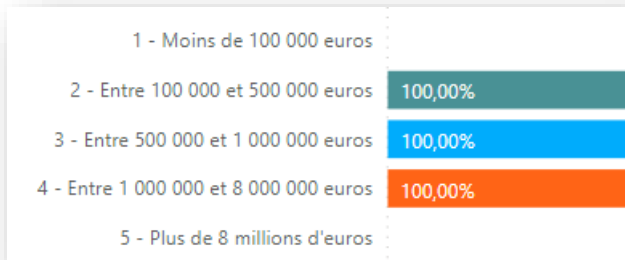 1 - Moins de 100 000 euros
2 - Entre 100 000 et 500 000 euros 100,00%
3 - Entre 500 000 et 1 000 000 euros 100,00%
4 - Entre 1 000 000 et 8 000 000 euros 100,00%
5 - Plus de 8 millions d'euros